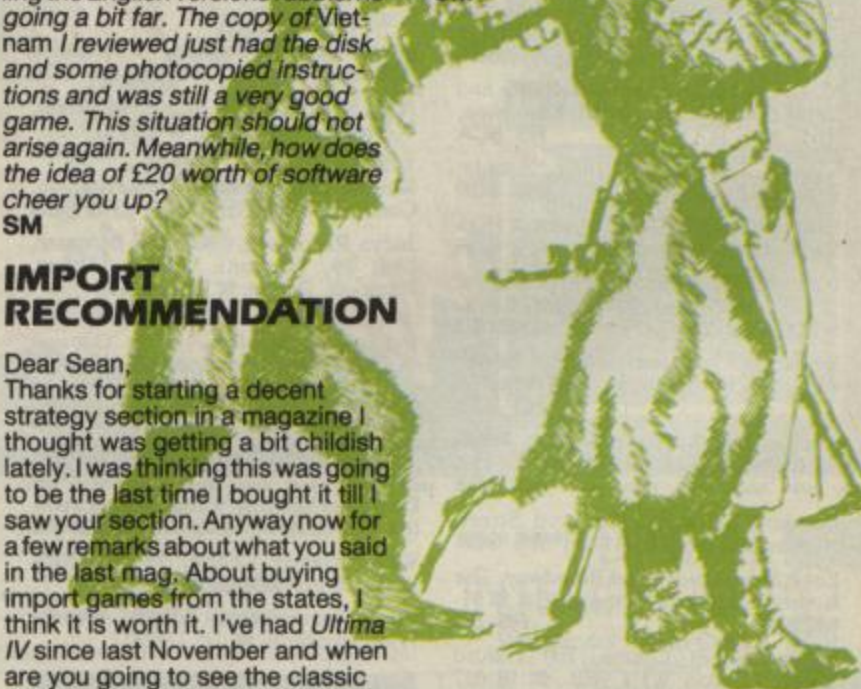 going a bit far. The copy of Viet-
nam I reviewed just had the disk
and some photocopied instruc-
tions and was still a very good
game. This situation should not
arise again. Meanwhile, how does
the idea of £20 worth of software
cheer you up?
SM
IMPORT
RECOMMENDATION
Dear Sean,
Thanks for starting a decent
strategy section in a magazine I
thought was getting a bit childish
lately. I was thinking this was going
to be the last time I bought it till I
saw your section. Anyway now for
a few remarks about what you said
in the last mag. About buying
import games from the states, I
think it is worth it. I've had Ultima
IV since last November and when
are you going to see the classic